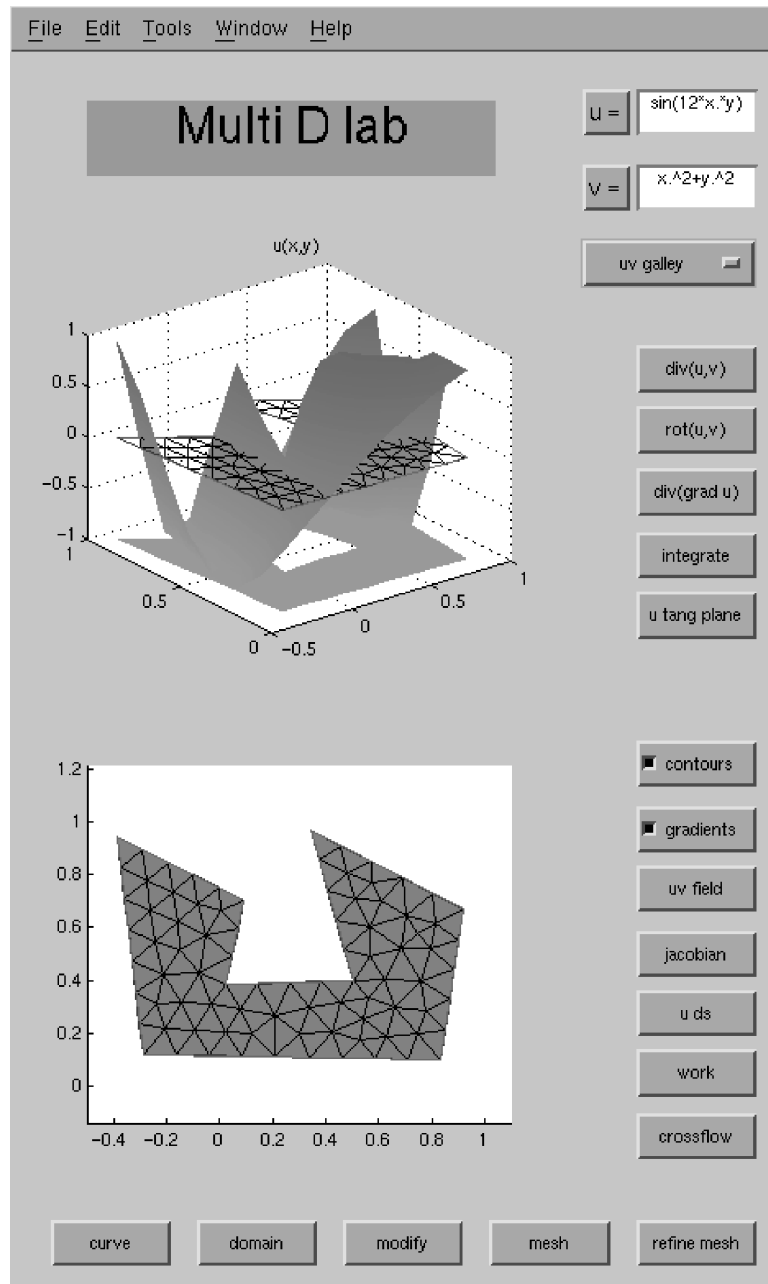 File Edit Tools Window Help
Multi D lab
u =
sin(12*x.*y)
v =
x.^2+y.^2
uv galley
u(x,y)
1
0.5
0
-0.5
-1
1
0.5
0
-0.5
0
0.5
1
div(u,v)
rot(u,v)
div(grad u)
integrate
u tang plane
contours
gradients
uv field
jacobian
u ds
work
crossflow
1.2
1
0.8
0.6
0.4
0.2
0
-0.4 -0.2 0 0.2 0.4 0.6 0.8 1
curve domain modify mesh refine mesh